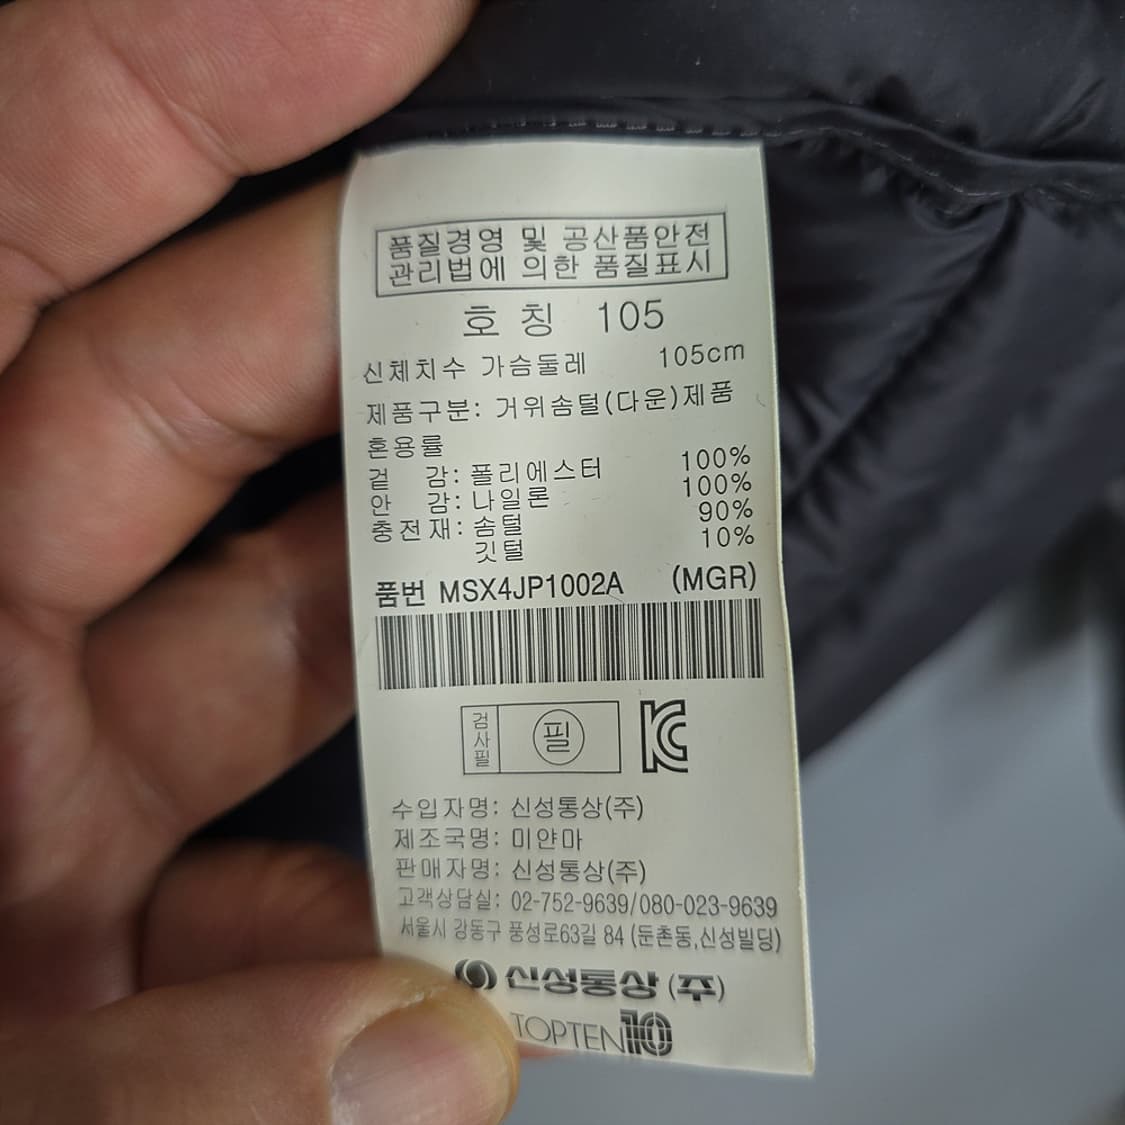 품질경영 및 공산품안전
관리법에 의한 품질표시
호 칭 105
신체치수 가슴둘레 105cm
제품구분: 거위솜털(다운)제품
혼용률
겉 감: 폴리에스터 100%
안 감: 나일론 100%
충전재: 솜털 90%
깃털 10%
품번 MSX4JP1002A (MGR)
검사필 필
수입자명: 신성통상(주)
제조국명: 미얀마
판매자명: 신성통상(주)
고객상담실: 02-752-9639/080-023-9639
서울시 강동구 풍성로63길 84 (둔촌동,신성빌딩)
신성통상 (주)
TOPTEN10